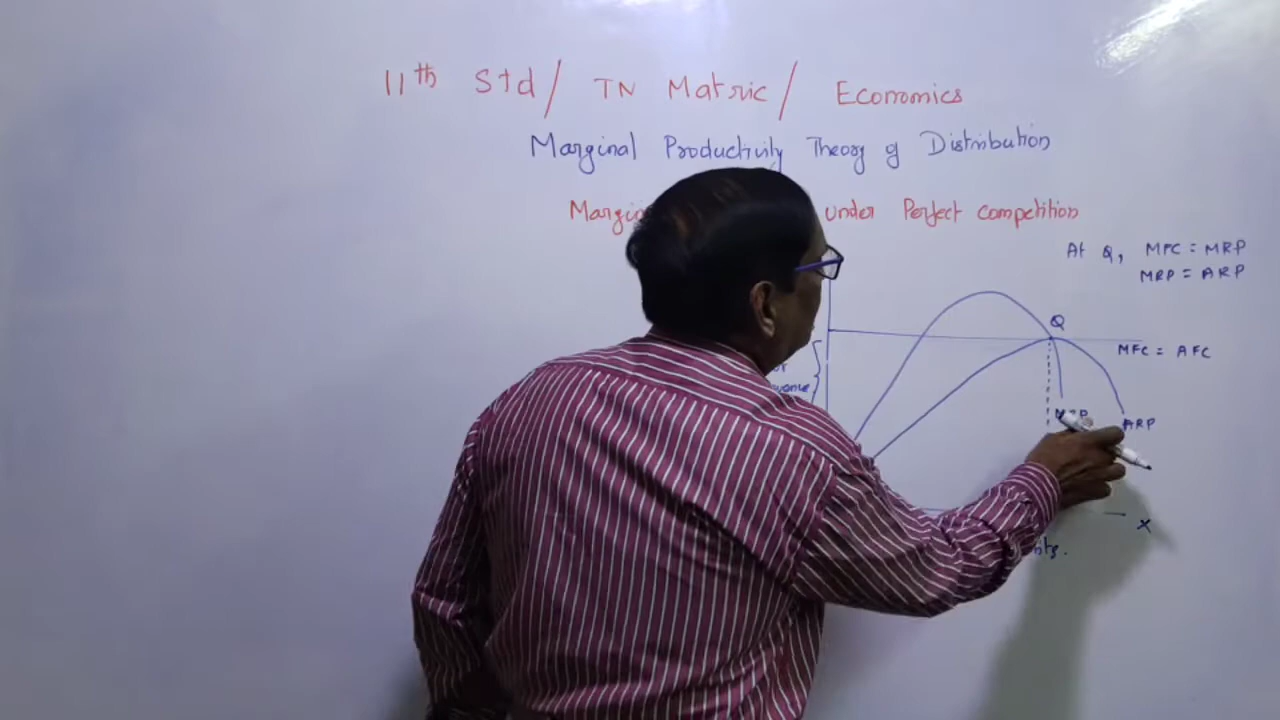 11th Std / TN Matric / Economics
Marginal Productivity Theory of Distribution
under Perfect Competition
At Q, MFC = MRP
MRP = ARP
Q
MFC = AFC
MRP
ARP
X